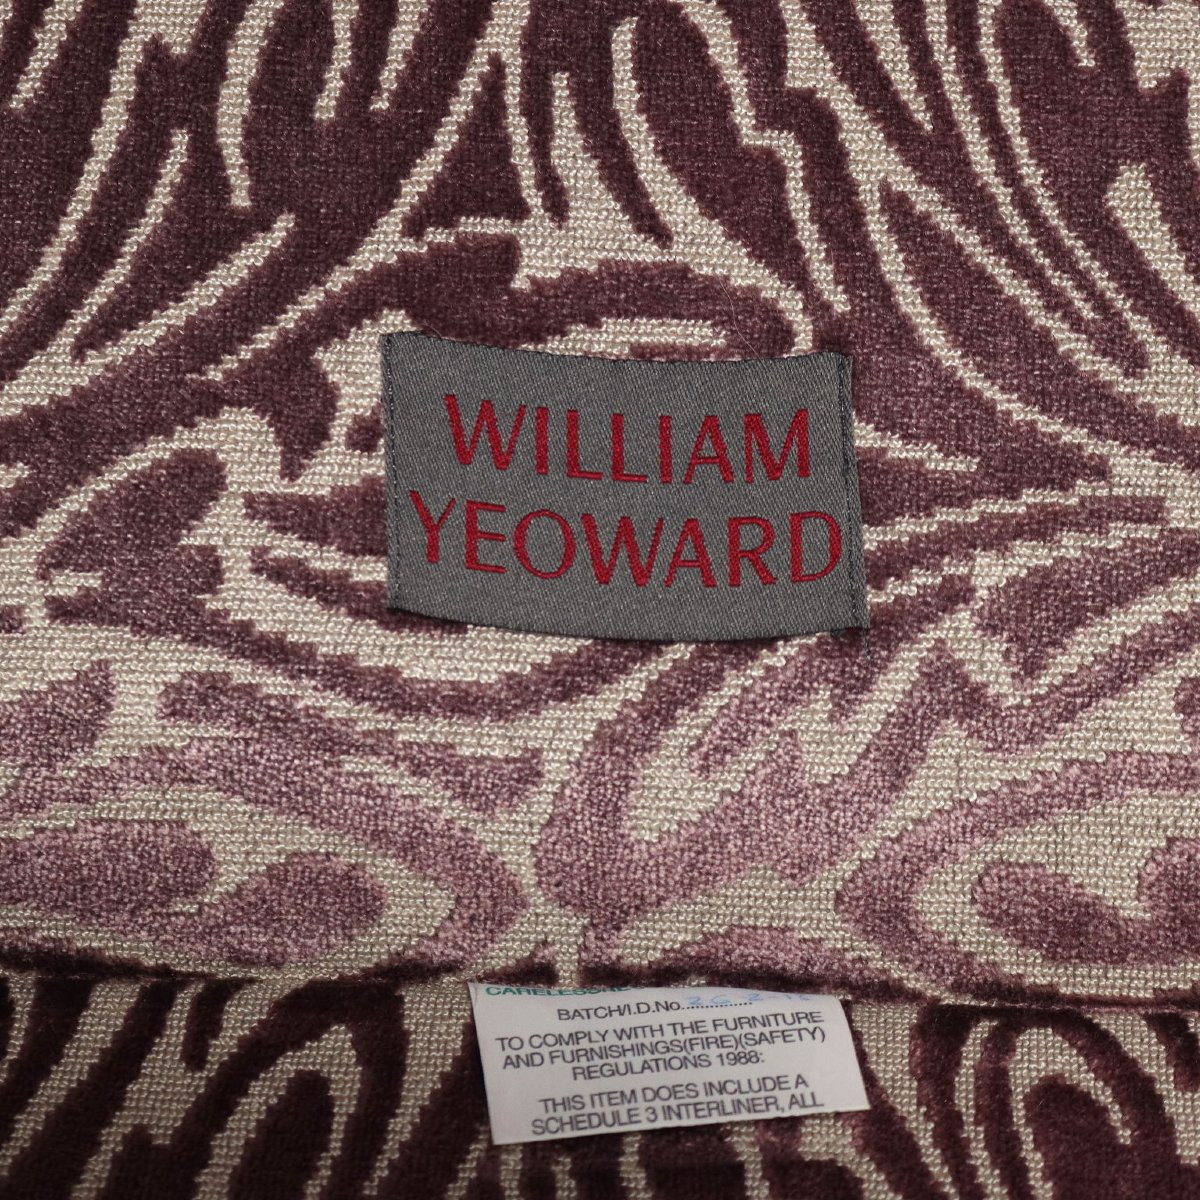 WILLIAM
YEOWARD
BATCH/I.D.No.
TO COMPLY WITH THE FURNITURE
AND FURNISHINGS(FIRE)(SAFETY)
REGULATIONS 1988:
THIS ITEM DOES INCLUDE A
SCHEDULE 3 INTERLINER, ALL